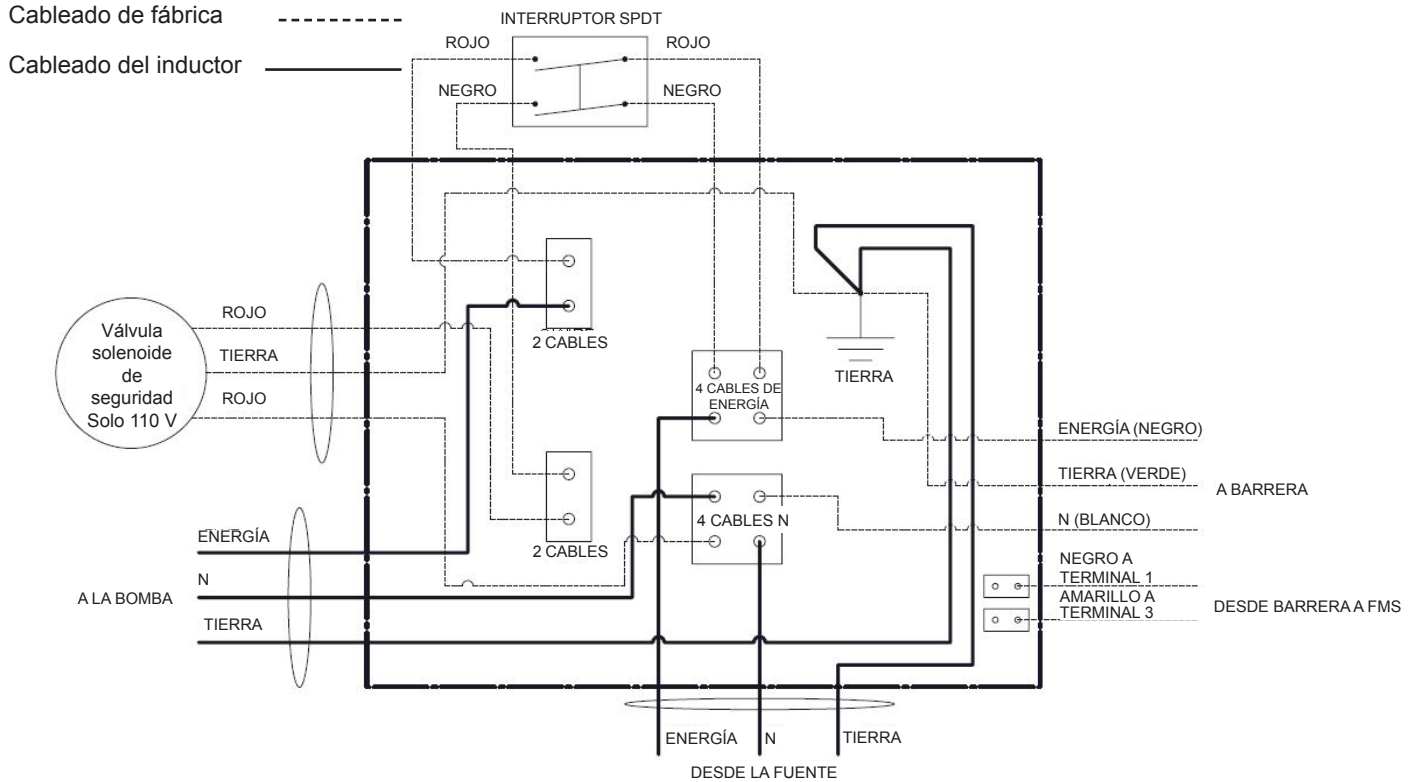 Cableado de fábrica
INTERRUPTOR SPDT
ROJO
ROJO
Cableado del inductor
NEGRO
NEGRO
ROJO
Válvula
solenoide
de
seguridad
Solo 110 V
TIERRA
ROJO
2 CABLES
4 CABLES DE
ENERGÍA
TIERRA
ENERGÍA (NEGRO)
TIERRA (VERDE)
A BARRERA
N (BLANCO)
4 CABLES N
2 CABLES
ENERGÍA
N
A LA BOMBA
TIERRA
NEGRO A
TERMINAL 1
AMARILLO A
TERMINAL 3
DESDE BARRERA A FMS
ENERGÍA
N
TIERRA
DESDE LA FUENTE